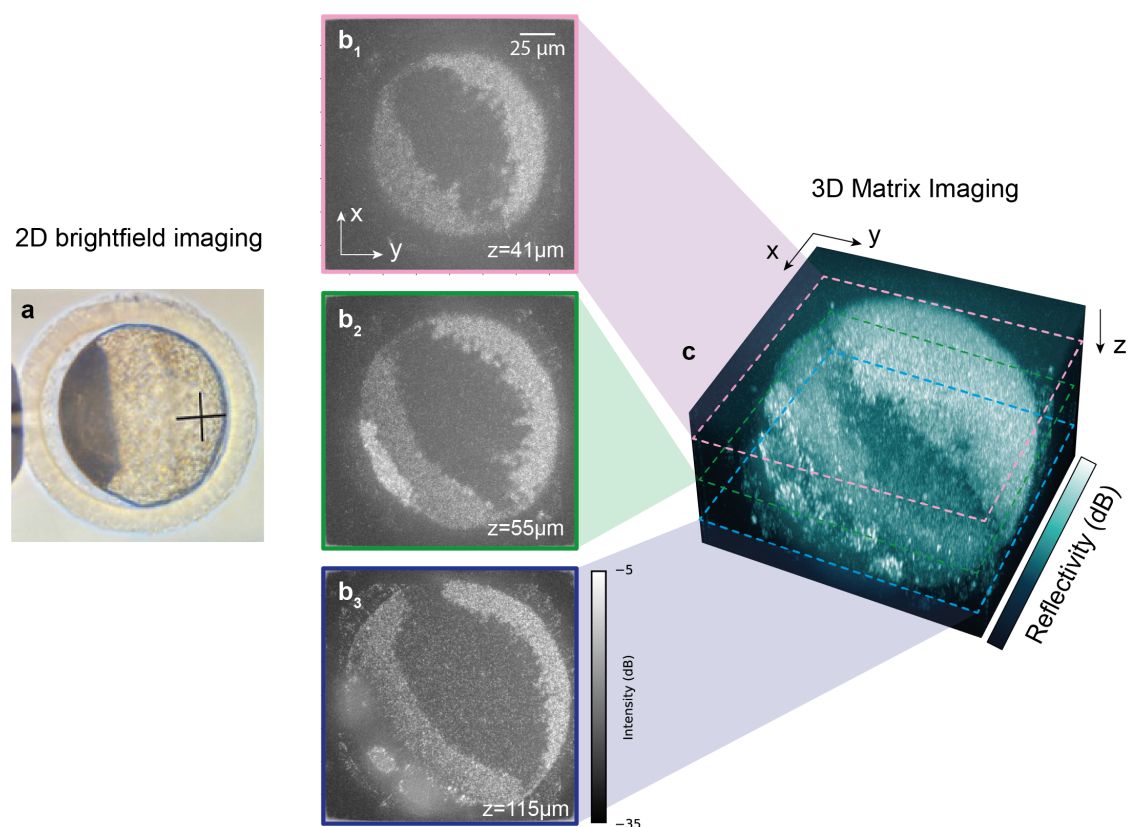 2D brightfield imaging
a
b1
25 µm
x
y
z=41µm
b2
z=55µm
b3
z=115µm
−5
Intensity (dB)
−35
3D Matrix Imaging
x
y
z
c
Reflectivity (dB)